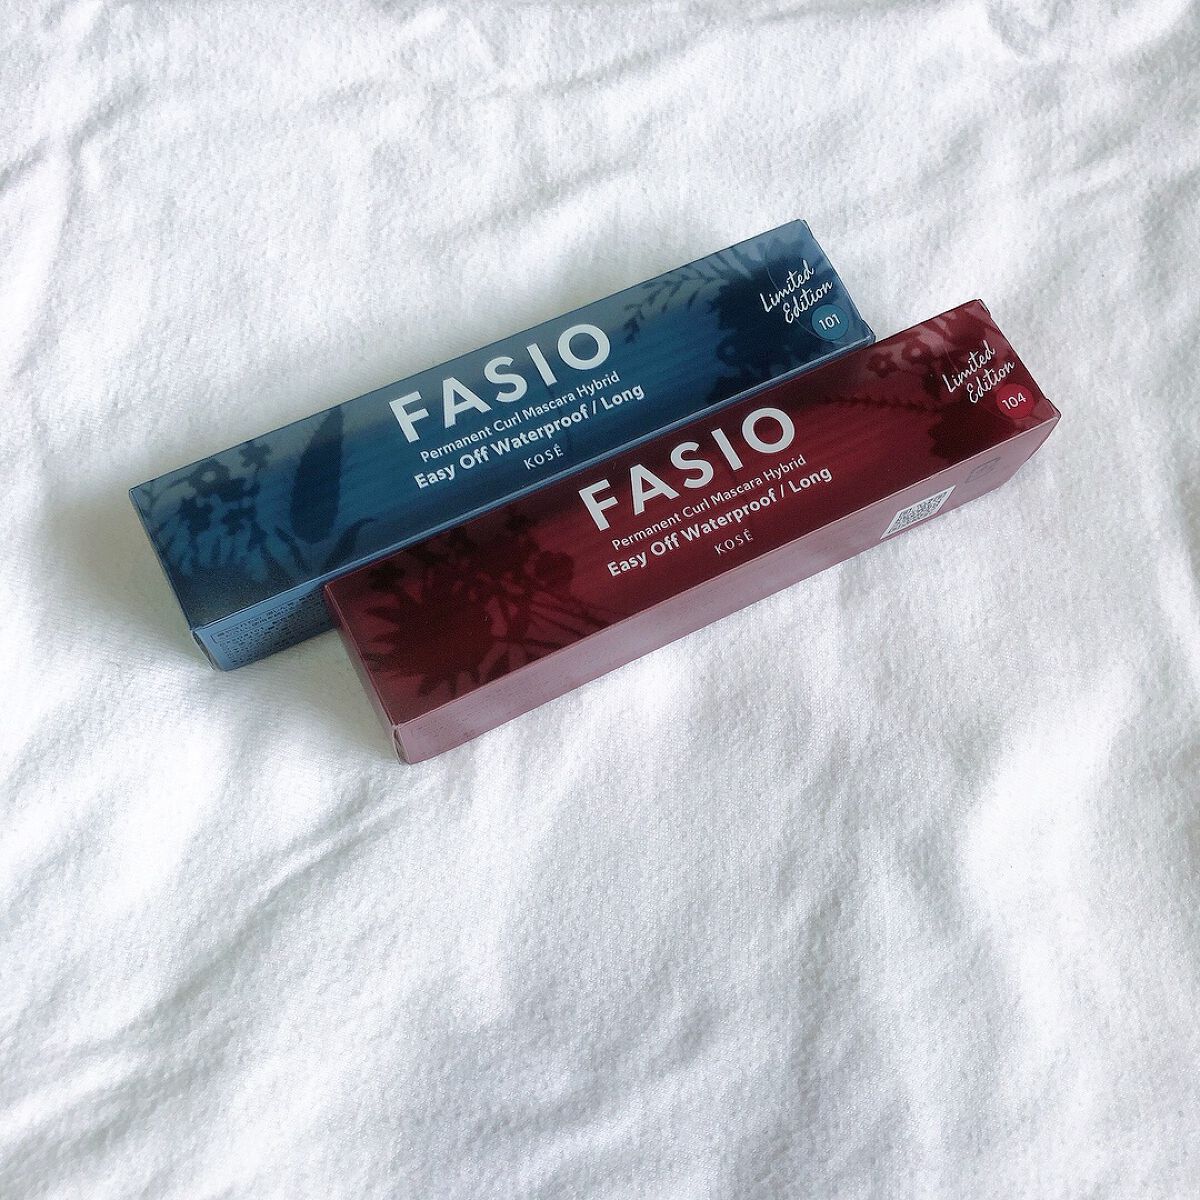 FASIO
Permanent Curl Mascara Hybrid
Easy Off Waterproof / Long
KOSÉ
Limited
Edition
101
FASIO
Permanent Curl Mascara Hybrid
Easy Off Waterproof / Long
KOSÉ
Limited
Edition
104